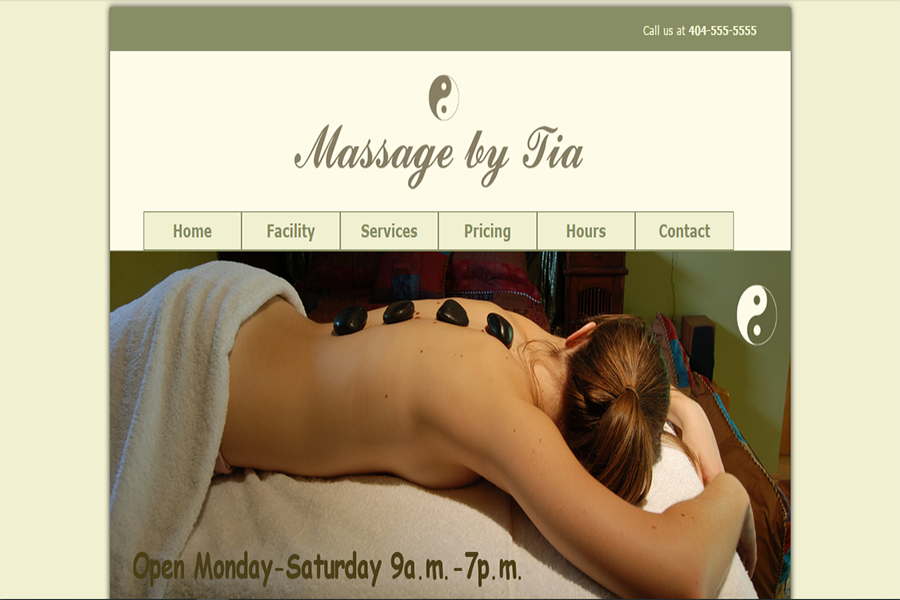 Call us at 404-555-5555
Massage by Tia
Home Facility Services Pricing Hours Contact
Open Monday-Saturday 9a.m.-7p.m.